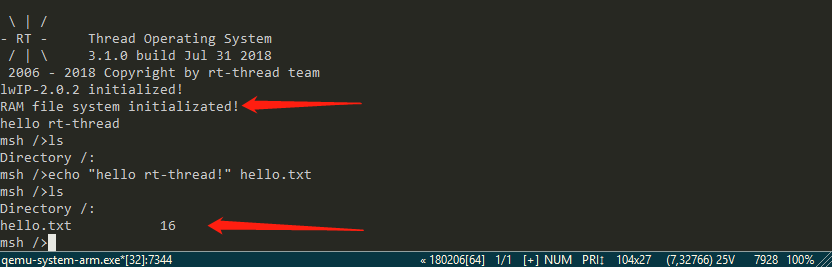 \ | /
- RT -     Thread Operating System
/ | \     3.1.0 build Jul 31 2018
2006 - 2018 Copyright by rt-thread team
lwIP-2.0.2 initialized!
RAM file system initializated!
hello rt-thread
msh />ls
Directory /:
msh />echo "hello rt-thread!" hello.txt
msh />ls
Directory /:
hello.txt           16
msh />
qemu-system-arm.exe*[32]:7344 « 180206[64] 1/1 [+] NUM PRI↕ 104x27 (7,32766) 25V 7928 100%